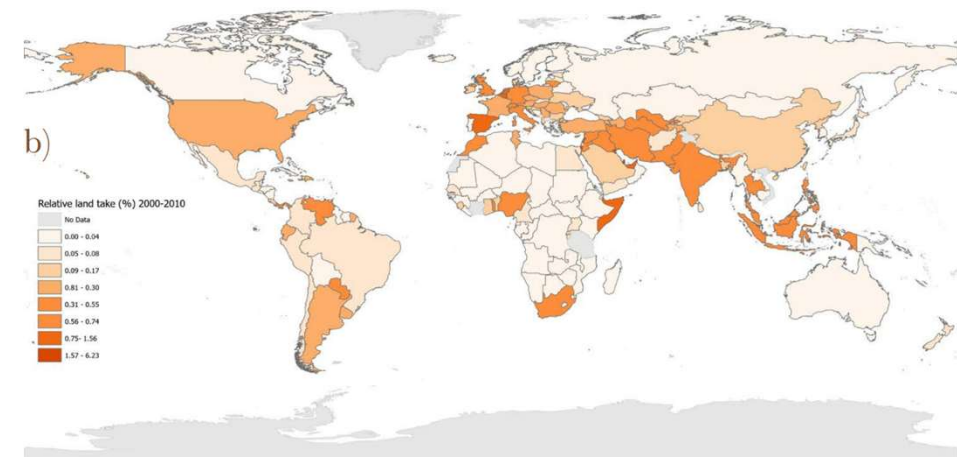 b)
Relative land take (%) 2000-2010
No Data
0.00 - 0.04
0.05 - 0.08
0.09 - 0.17
0.81 - 0.30
0.31 - 0.55
0.56 - 0.74
0.75- 1.56
1.57 - 6.23